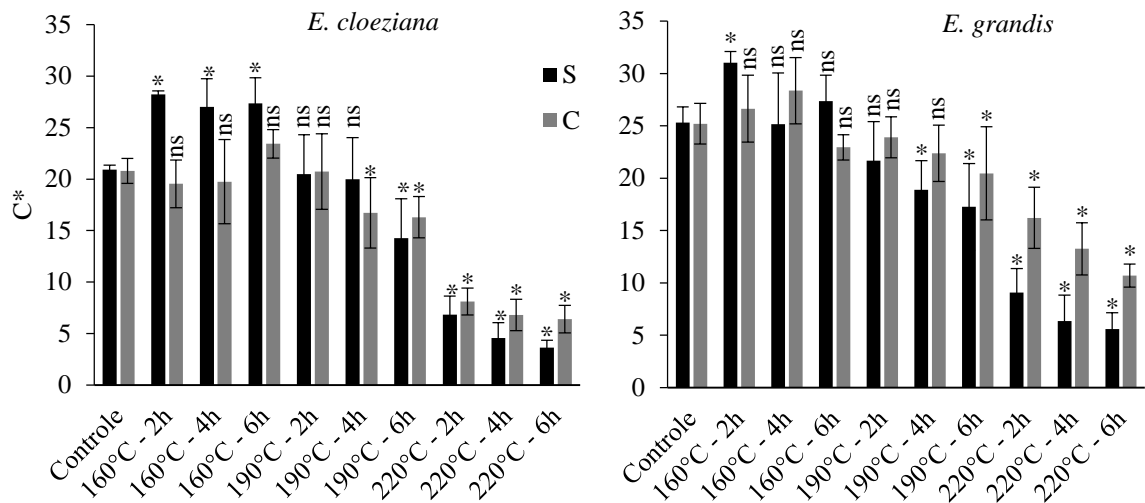 E. cloeziana
C*
35
30
25
20
15
10
5
0
* ns * ns * ns ns ns ns * * * * * * * * *
S
C
Controle
160°C - 2h
160°C - 4h
160°C - 6h
190°C - 2h
190°C - 4h
190°C - 6h
220°C - 2h
220°C - 4h
220°C - 6h
E. grandis
35
30
25
20
15
10
5
0
* ns ns ns ns ns ns ns * ns * * * * * * * *
Controle
160°C - 2h
160°C - 4h
160°C - 6h
190°C - 2h
190°C - 4h
190°C - 6h
220°C - 2h
220°C - 4h
220°C - 6h